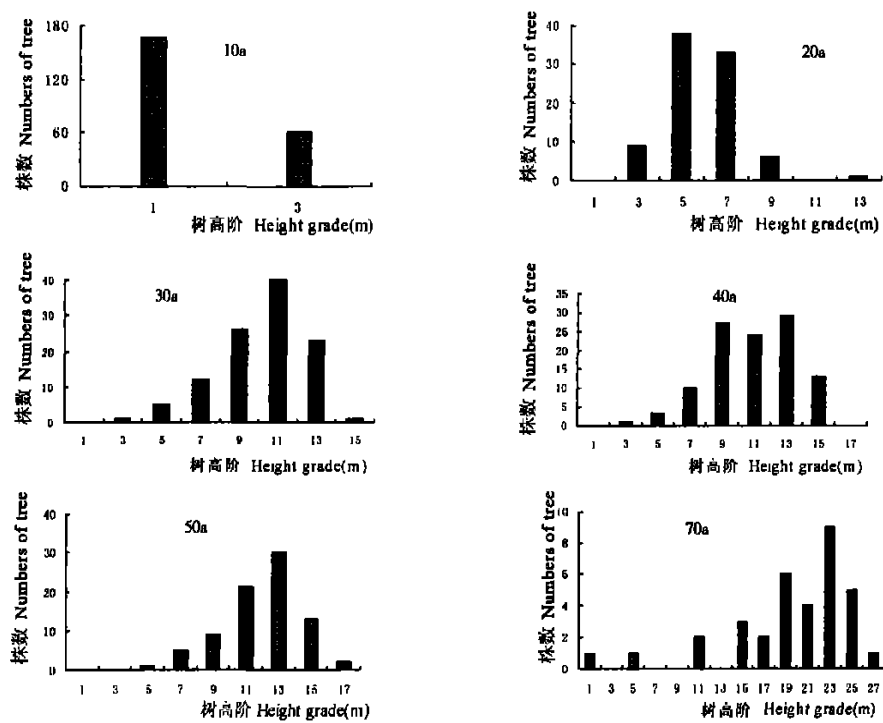 10a
株数 Numbers of tree
180
120
60
0
1 3
树高阶 Height grade(m)
20a
株数 Numbers of tree
40
30
20
10
0
1 3 5 7 9 11 13
树高阶 Height grade(m)
30a
株数 Numbers of tree
40
20
0
1 3 5 7 9 11 13 15
树高阶 Height grade(m)
40a
株数 Numbers of tree
35
30
25
20
15
10
5
0
1 3 5 7 9 11 13 15 17
树高阶 Height grade(m)
50a
株数 Numbers of tree
40
30
20
10
0
1 3 5 7 9 11 13 15 17
树高阶 Height grade(m)
70a
株数 Numbers of tree
10
8
6
4
2
0
1 3 5 7 9 11 13 15 17 19 21 23 25 27
树高阶 Height grade(m)